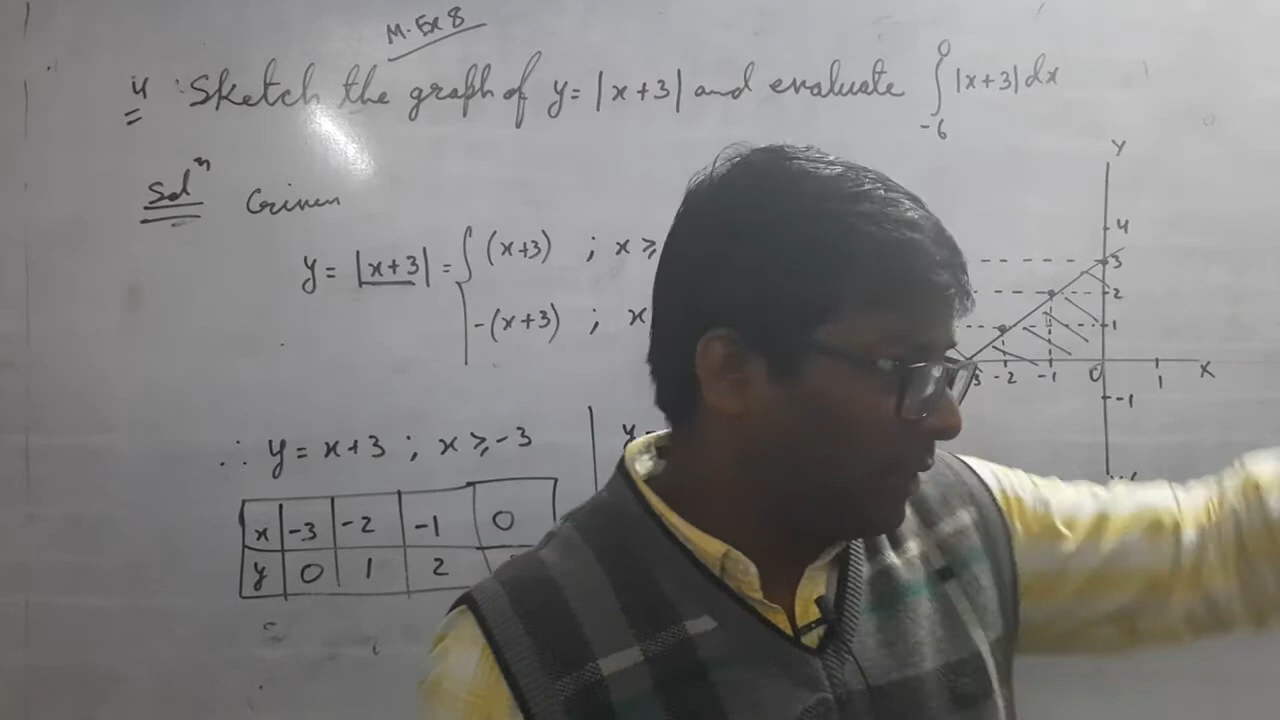 M. Ex 8
4 Sketch the graph of y = |x+3| and evaluate ∫₋₆⁰ |x+3| dx
Solⁿ Given
y = |x+3| = { (x+3) ; x ≥
-(x+3) ; x
∴ y = x+3 ; x ≥ -3
x -3 -2 -1 0
y 0 1 2
y
Y
4
3
2
1
3 -2 -1 0 1 X
-1